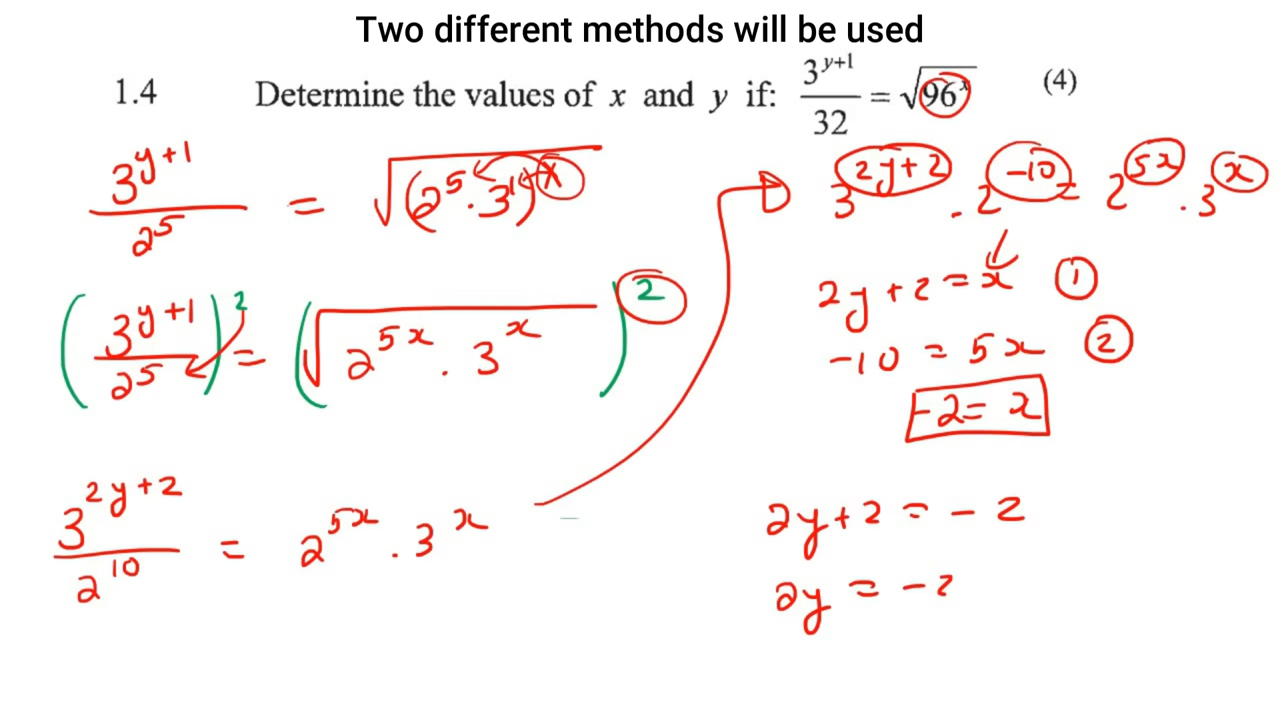 Two different methods will be used
1.4 Determine the values of x and y if: 3^{y+1}/32 = √96^x (4)
3^{y+1}/2^5 = √(2^5 · 3^1)^x
(3^{y+1}/2^5)^2 = (√2^{5x} · 3^x)^2
3^{2y+2}/2^{10} = 2^{5x} · 3^x
3^{2y+2} · 2^{-10} = 2^{5x} · 3^x
2y + 2 = x ①
-10 = 5x ②
-2 = x
2y + 2 = - 2
2y = - 2